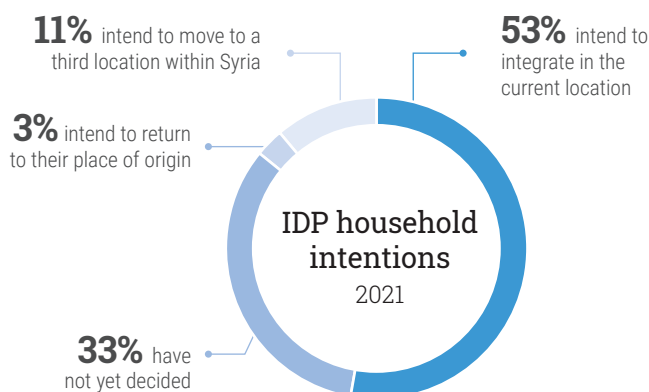 11% intend to move to a
third location within Syria
53% intend to
integrate in the
current location
3% intend to return
to their place of origin
IDP household
intentions
2021
33% have
not yet decided